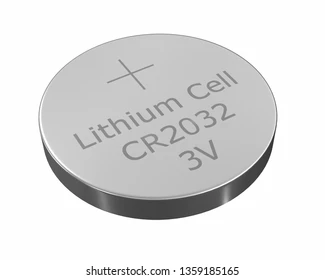 +
Lithium Cell
CR2032
3V
shutterstock.com · 1359185165